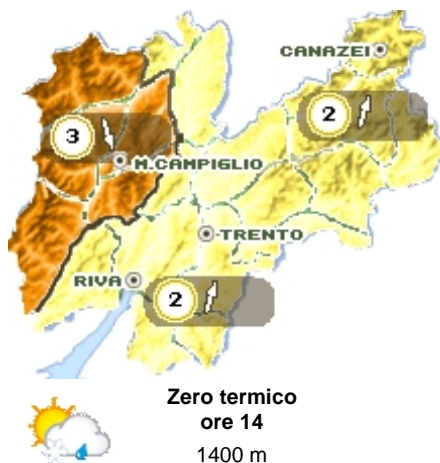 CANAZEI
2
3
M.CAMPIGLIO
TRENTO
RIVA
2
Zero termico
ore 14
1400 m